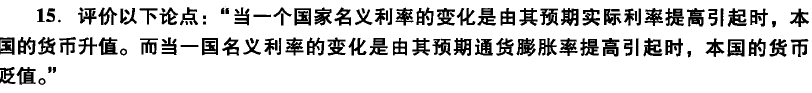 15. 评价以下论点：“当一个国家名义利率的变化是由其预期实际利率提高引起时，本
国的货币升值。而当一国名义利率的变化是由其预期通货膨胀率提高引起时，本国的货币
贬值。”